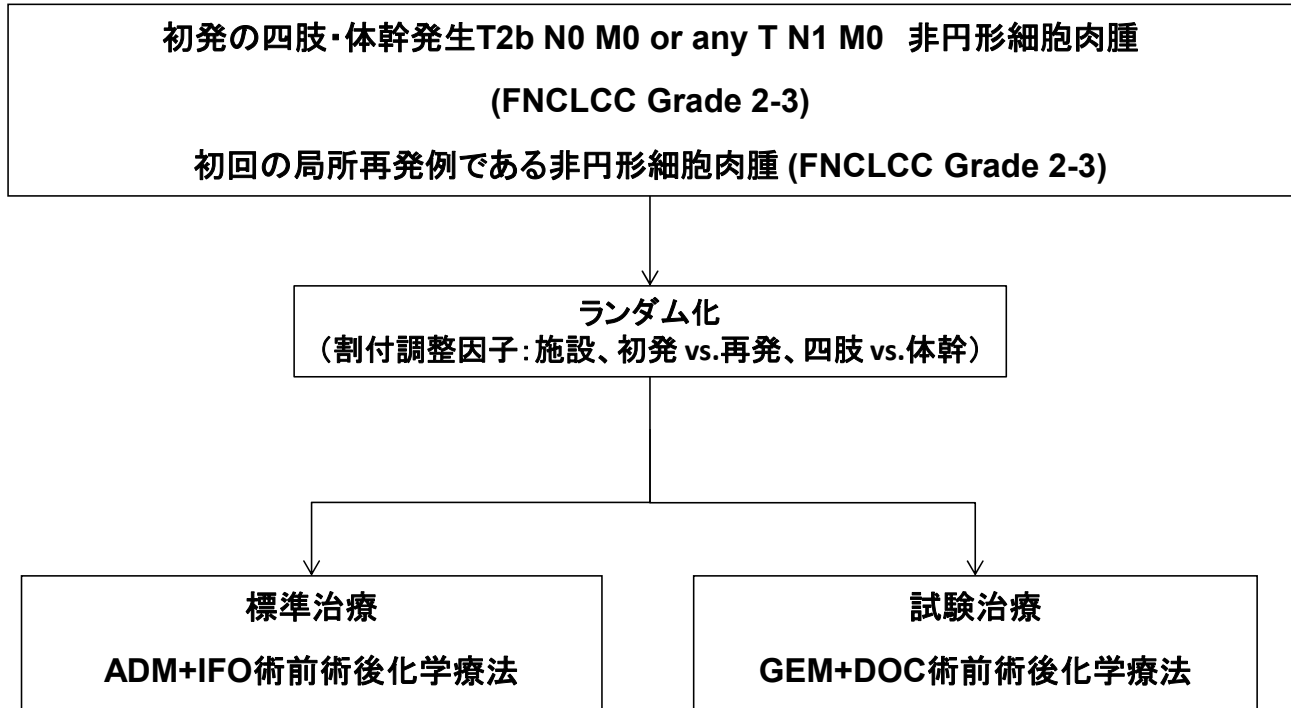 初発の四肢・体幹発生T2b N0 M0 or any T N1 M0 非円形細胞肉腫
(FNCLCC Grade 2-3)
初回の局所再発例である非円形細胞肉腫 (FNCLCC Grade 2-3)
ランダム化
（割付調整因子：施設、初発 vs.再発、四肢 vs.体幹）
標準治療
ADM+IFO術前術後化学療法
試験治療
GEM+DOC術前術後化学療法